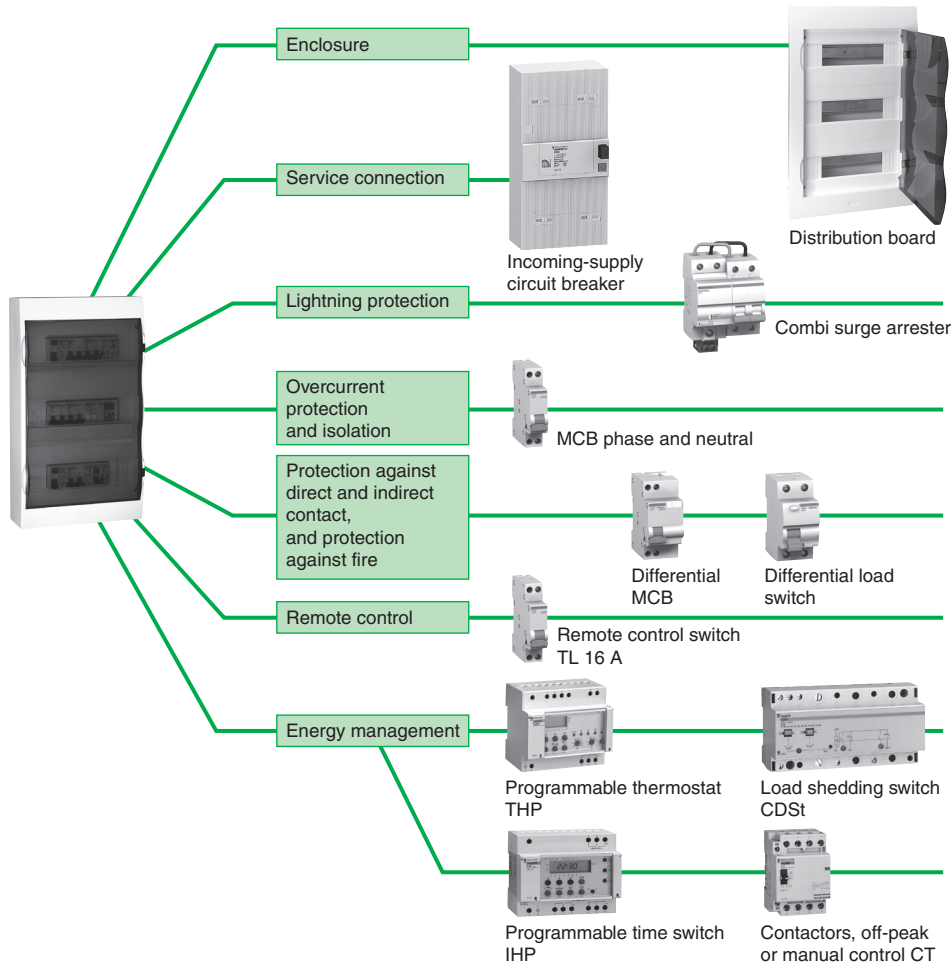 Enclosure
Distribution board
Service connection
Incoming-supply
circuit breaker
Lightning protection
Combi surge arrester
Overcurrent
protection
and isolation
MCB phase and neutral
Protection against
direct and indirect
contact,
and protection
against fire
Differential
MCB
Differential load
switch
Remote control
Remote control switch
TL 16 A
Energy management
Programmable thermostat
THP
Load shedding switch
CDSt
22:30
Programmable time switch
IHP
Contactors, off-peak
or manual control CT